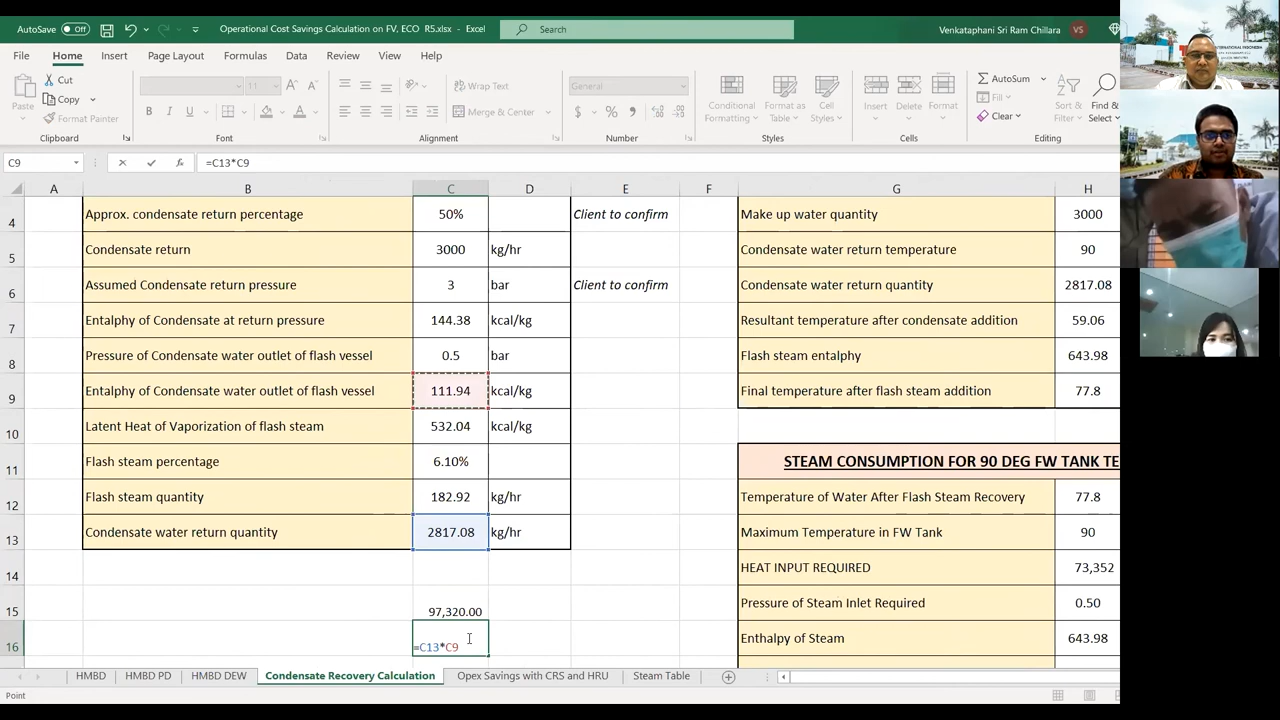 AutoSave Off Operational Cost Savings Calculation on FV, ECO R5.xlsx - Excel Search Venkataphani Sri Ram Chillara VS
File Home Insert Page Layout Formulas Data Review View Help
Cut Wrap Text General AutoSum
Copy Fill
Paste Format Painter B I U Merge & Center Conditional Formatting Format as Table Cell Styles Insert Delete Format Clear Sort & Filter Find & Select
Clipboard Font Alignment Number Styles Cells Editing
C9 =C13*C9
A B C D E F G H
4 Approx. condensate return percentage 50% Client to confirm Make up water quantity 3000
5 Condensate return 3000 kg/hr Condensate water return temperature 90
6 Assumed Condensate return pressure 3 bar Client to confirm Condensate water return quantity 2817.08
7 Entalphy of Condensate at return pressure 144.38 kcal/kg Resultant temperature after condensate addition 59.06
8 Pressure of Condensate water outlet of flash vessel 0.5 bar Flash steam entalphy 643.98
9 Entalphy of Condensate water outlet of flash vessel 111.94 kcal/kg Final temperature after flash steam addition 77.8
10 Latent Heat of Vaporization of flash steam 532.04 kcal/kg
11 Flash steam percentage 6.10% STEAM CONSUMPTION FOR 90 DEG FW TANK TE
12 Flash steam quantity 182.92 kg/hr Temperature of Water After Flash Steam Recovery 77.8
13 Condensate water return quantity 2817.08 kg/hr Maximum Temperature in FW Tank 90
14 HEAT INPUT REQUIRED 73,352
15 97,320.00 Pressure of Steam Inlet Required 0.50
16 =C13*C9 Enthalpy of Steam 643.98
HMBD HMBD PD HMBD DEW Condensate Recovery Calculation Opex Savings with CRS and HRU Steam Table
Point